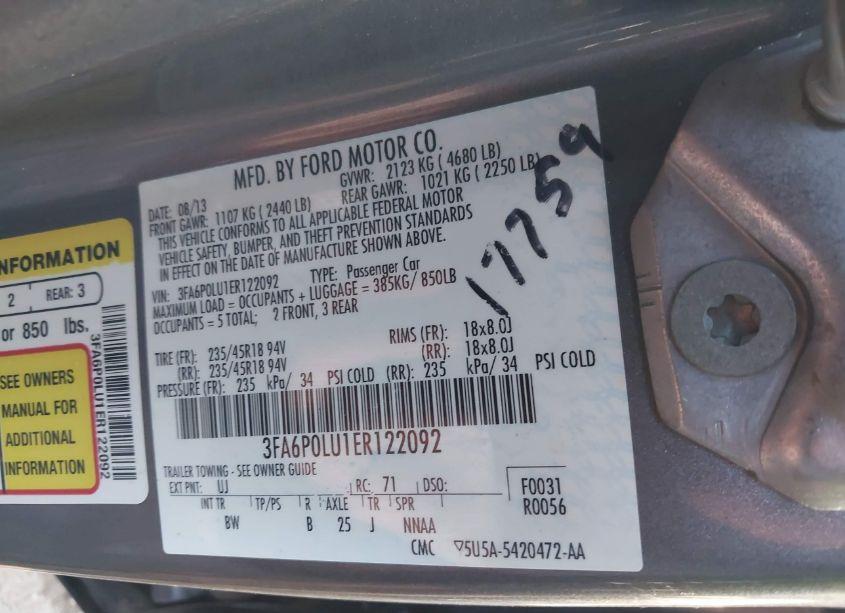 NFORMATION
2 REAR: 3
or 850 lbs.
SEE OWNERS
MANUAL FOR
ADDITIONAL
INFORMATION
3FA6P0LU1ER122092
MFD. BY FORD MOTOR CO.
DATE: 08/13 GVWR: 2123 KG ( 4680 LB)
FRONT GAWR: 1107 KG ( 2440 LB) REAR GAWR: 1021 KG ( 2250 LB)
THIS VEHICLE CONFORMS TO ALL APPLICABLE FEDERAL MOTOR
VEHICLE SAFETY, BUMPER, AND THEFT PREVENTION STANDARDS
IN EFFECT ON THE DATE OF MANUFACTURE SHOWN ABOVE.
VIN: 3FA6P0LU1ER122092 TYPE: Passenger Car
MAXIMUM LOAD = OCCUPANTS + LUGGAGE = 385KG/ 850LB
OCCUPANTS = 5 TOTAL; 2 FRONT, 3 REAR
17759
TIRE (FR): 235/45R18 94V RIMS (FR): 18x8.0J
(RR): 235/45R18 94V (RR): 18x8.0J
PRESSURE (FR): 235 kPa/ 34 PSI COLD (RR): 235 kPa/ 34 PSI COLD
3FA6P0LU1ER122092
TRAILER TOWING - SEE OWNER GUIDE
EXT PNT: UJ RC: 71 DSO: F0031
INT TR TP/PS R AXLE TR SPR R0056
BW B 25 J NNAA
CMC ▽5U5A-5420472-AA